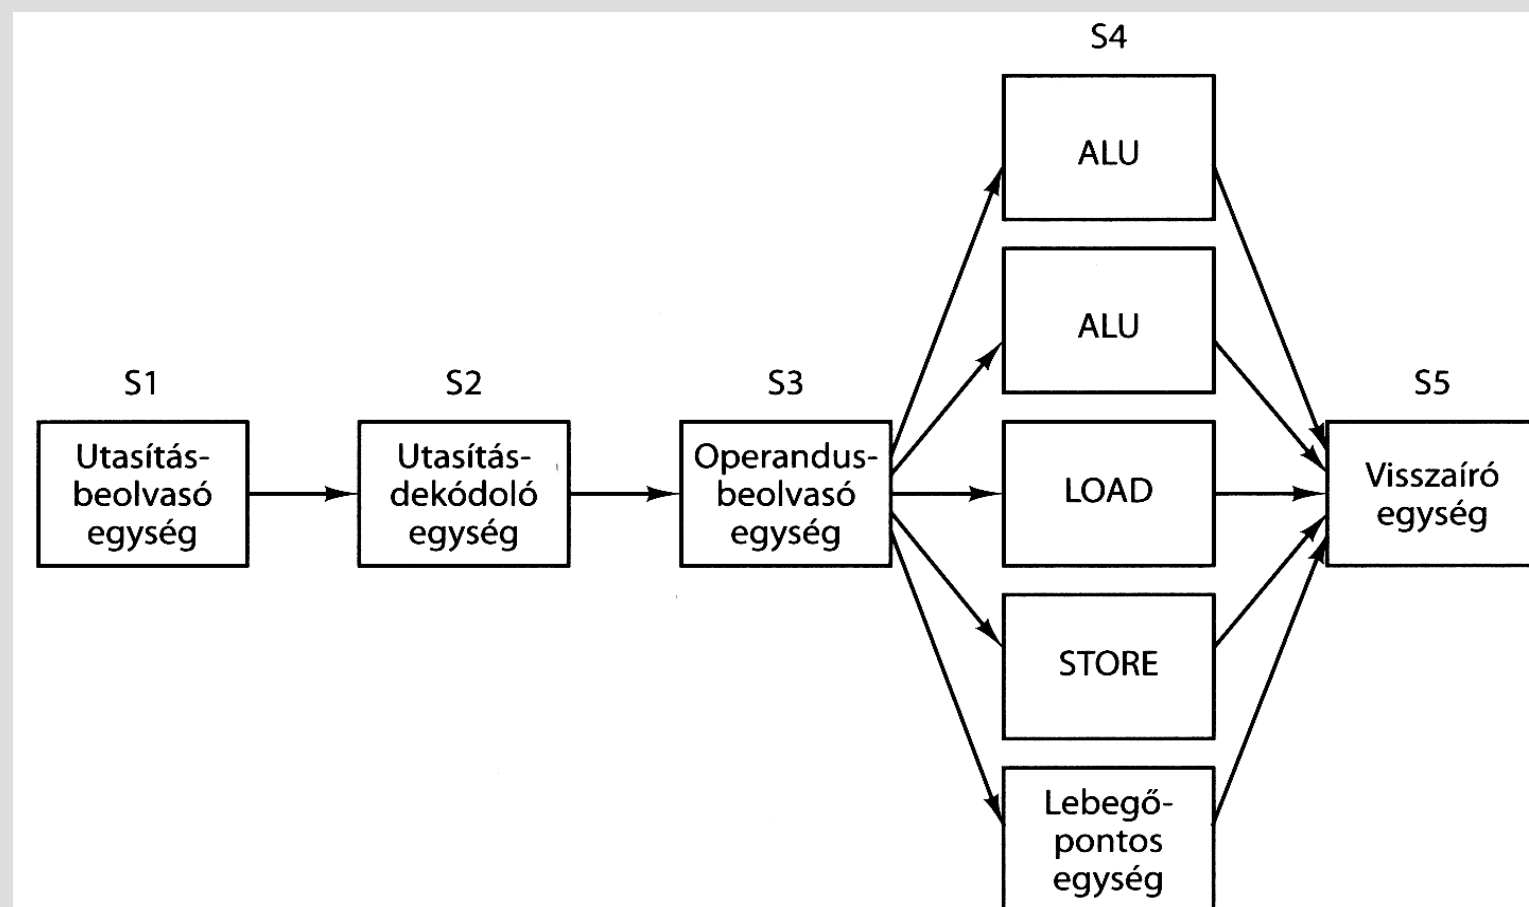 S4
ALU
ALU
S1
S2
S3
S5
Utasítás-
beolvasó
egység
Utasítás-
dekódoló
egység
Operandus-
beolvasó
egység
LOAD
Visszaíró
egység
STORE
Lebegő-
pontos
egység